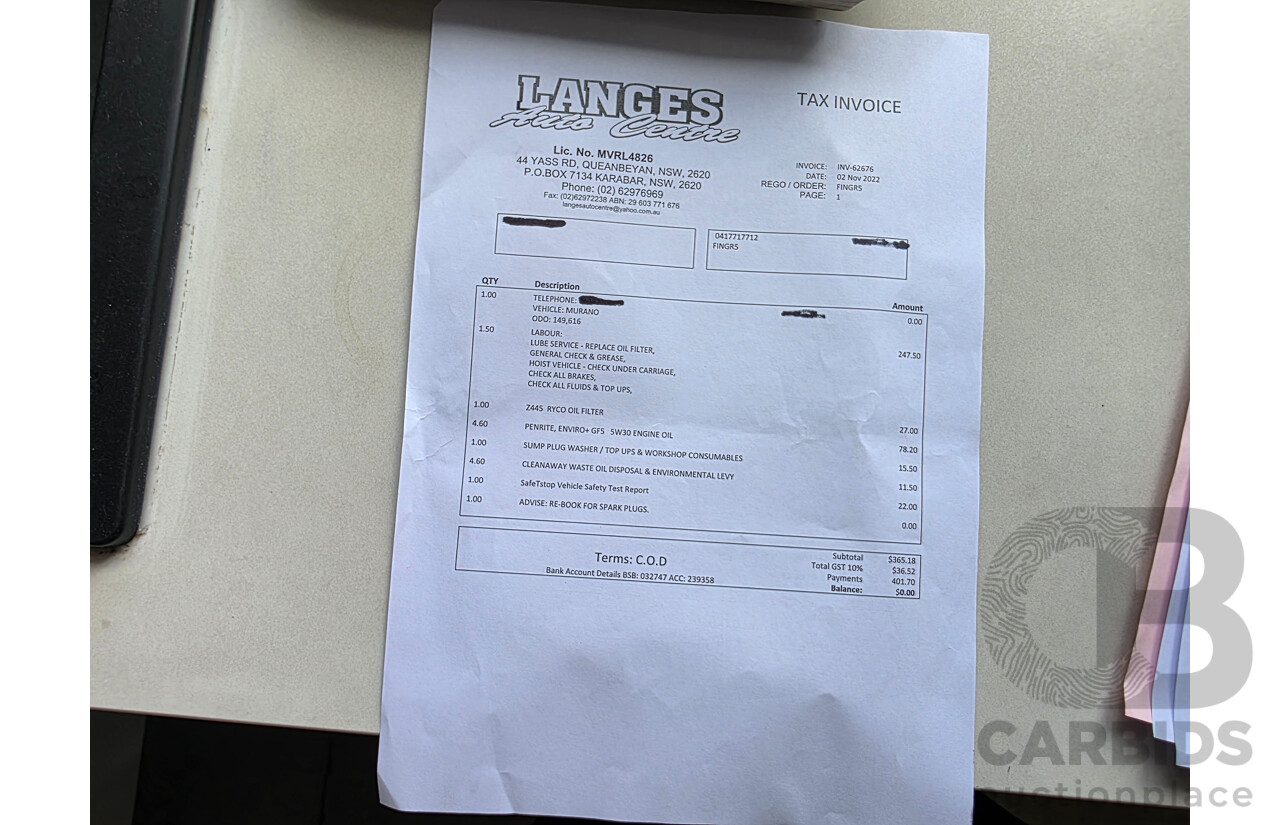 LANGES
Auto Centre
TAX INVOICE
Lic. No. MVRL4826
44 YASS RD, QUEANBEYAN, NSW, 2620
P.O.BOX 7134 KARABAR, NSW, 2620
Phone: (02) 62976969
Fax: (02)62972238 ABN: 29 603 771 676
langesautocentre@yahoo.com.au
INVOICE: INV-62676
DATE: 02 Nov 2022
REGO / ORDER: FINGRS
PAGE: 1
0417717712
FINGRS
QTY Description Amount
1.00 TELEPHONE: 0.00
VEHICLE: MURANO
ODO: 149,616
1.50 LABOUR: 247.50
LUBE SERVICE - REPLACE OIL FILTER,
GENERAL CHECK & GREASE,
HOIST VEHICLE - CHECK UNDER CARRIAGE,
CHECK ALL BRAKES,
CHECK ALL FLUIDS & TOP UPS,
1.00 Z445 RYCO OIL FILTER 27.00
4.60 PENRITE, ENVIRO+ GF5 5W30 ENGINE OIL 78.20
1.00 SUMP PLUG WASHER / TOP UPS & WORKSHOP CONSUMABLES 15.50
4.60 CLEANAWAY WASTE OIL DISPOSAL & ENVIRONMENTAL LEVY 11.50
1.00 SafeTstop Vehicle Safety Test Report 22.00
1.00 ADVISE: RE-BOOK FOR SPARK PLUGS. 0.00
Terms: C.O.D
Bank Account Details BSB: 032747 ACC: 239358
Subtotal $365.18
Total GST 10% $36.52
Payments 401.70
Balance: $0.00
CB
CARBIDS
auctionplace